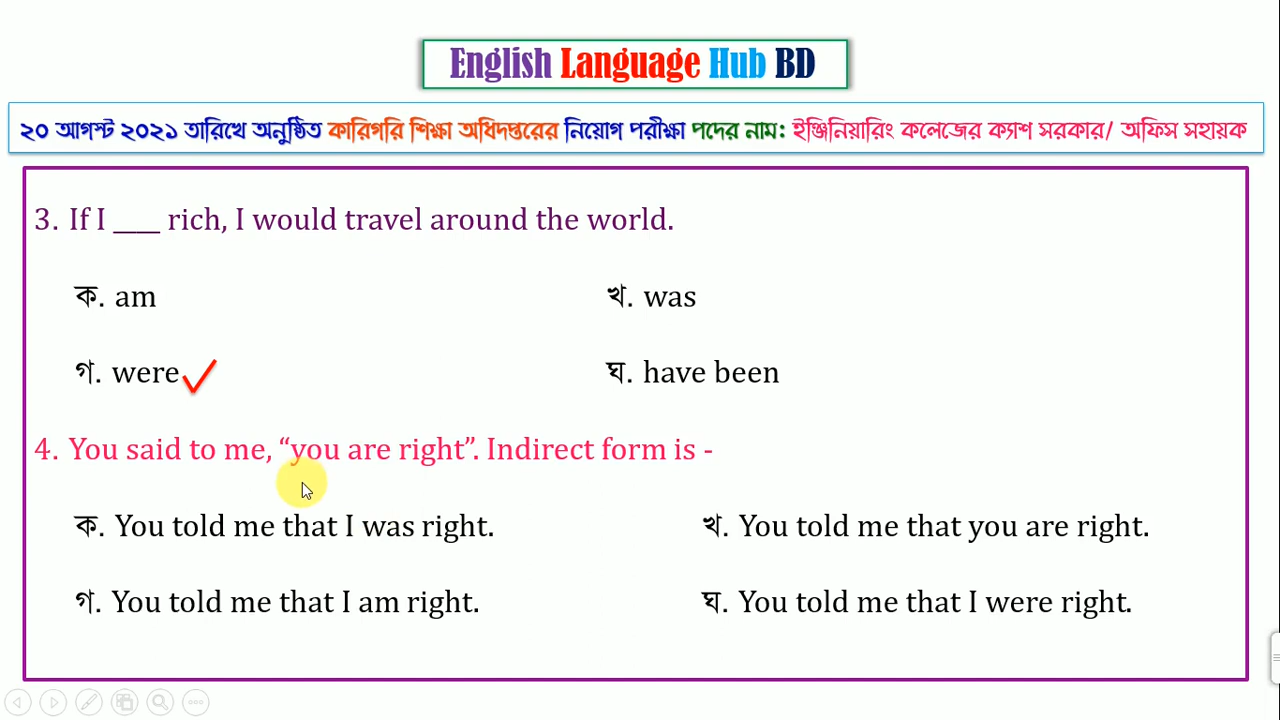 English Language Hub BD
২০ আগস্ট ২০২১ তারিখে অনুষ্ঠিত কারিগরি শিক্ষা অধিদপ্তরের নিয়োগ পরীক্ষা পদের নাম: ইঞ্জিনিয়ারিং কলেজের ক্যাশ সরকার/ অফিস সহায়ক
3. If I ___ rich, I would travel around the world.
ক. am খ. was
গ. were ঘ. have been
4. You said to me, “you are right”. Indirect form is -
ক. You told me that I was right. খ. You told me that you are right.
গ. You told me that I am right. ঘ. You told me that I were right.